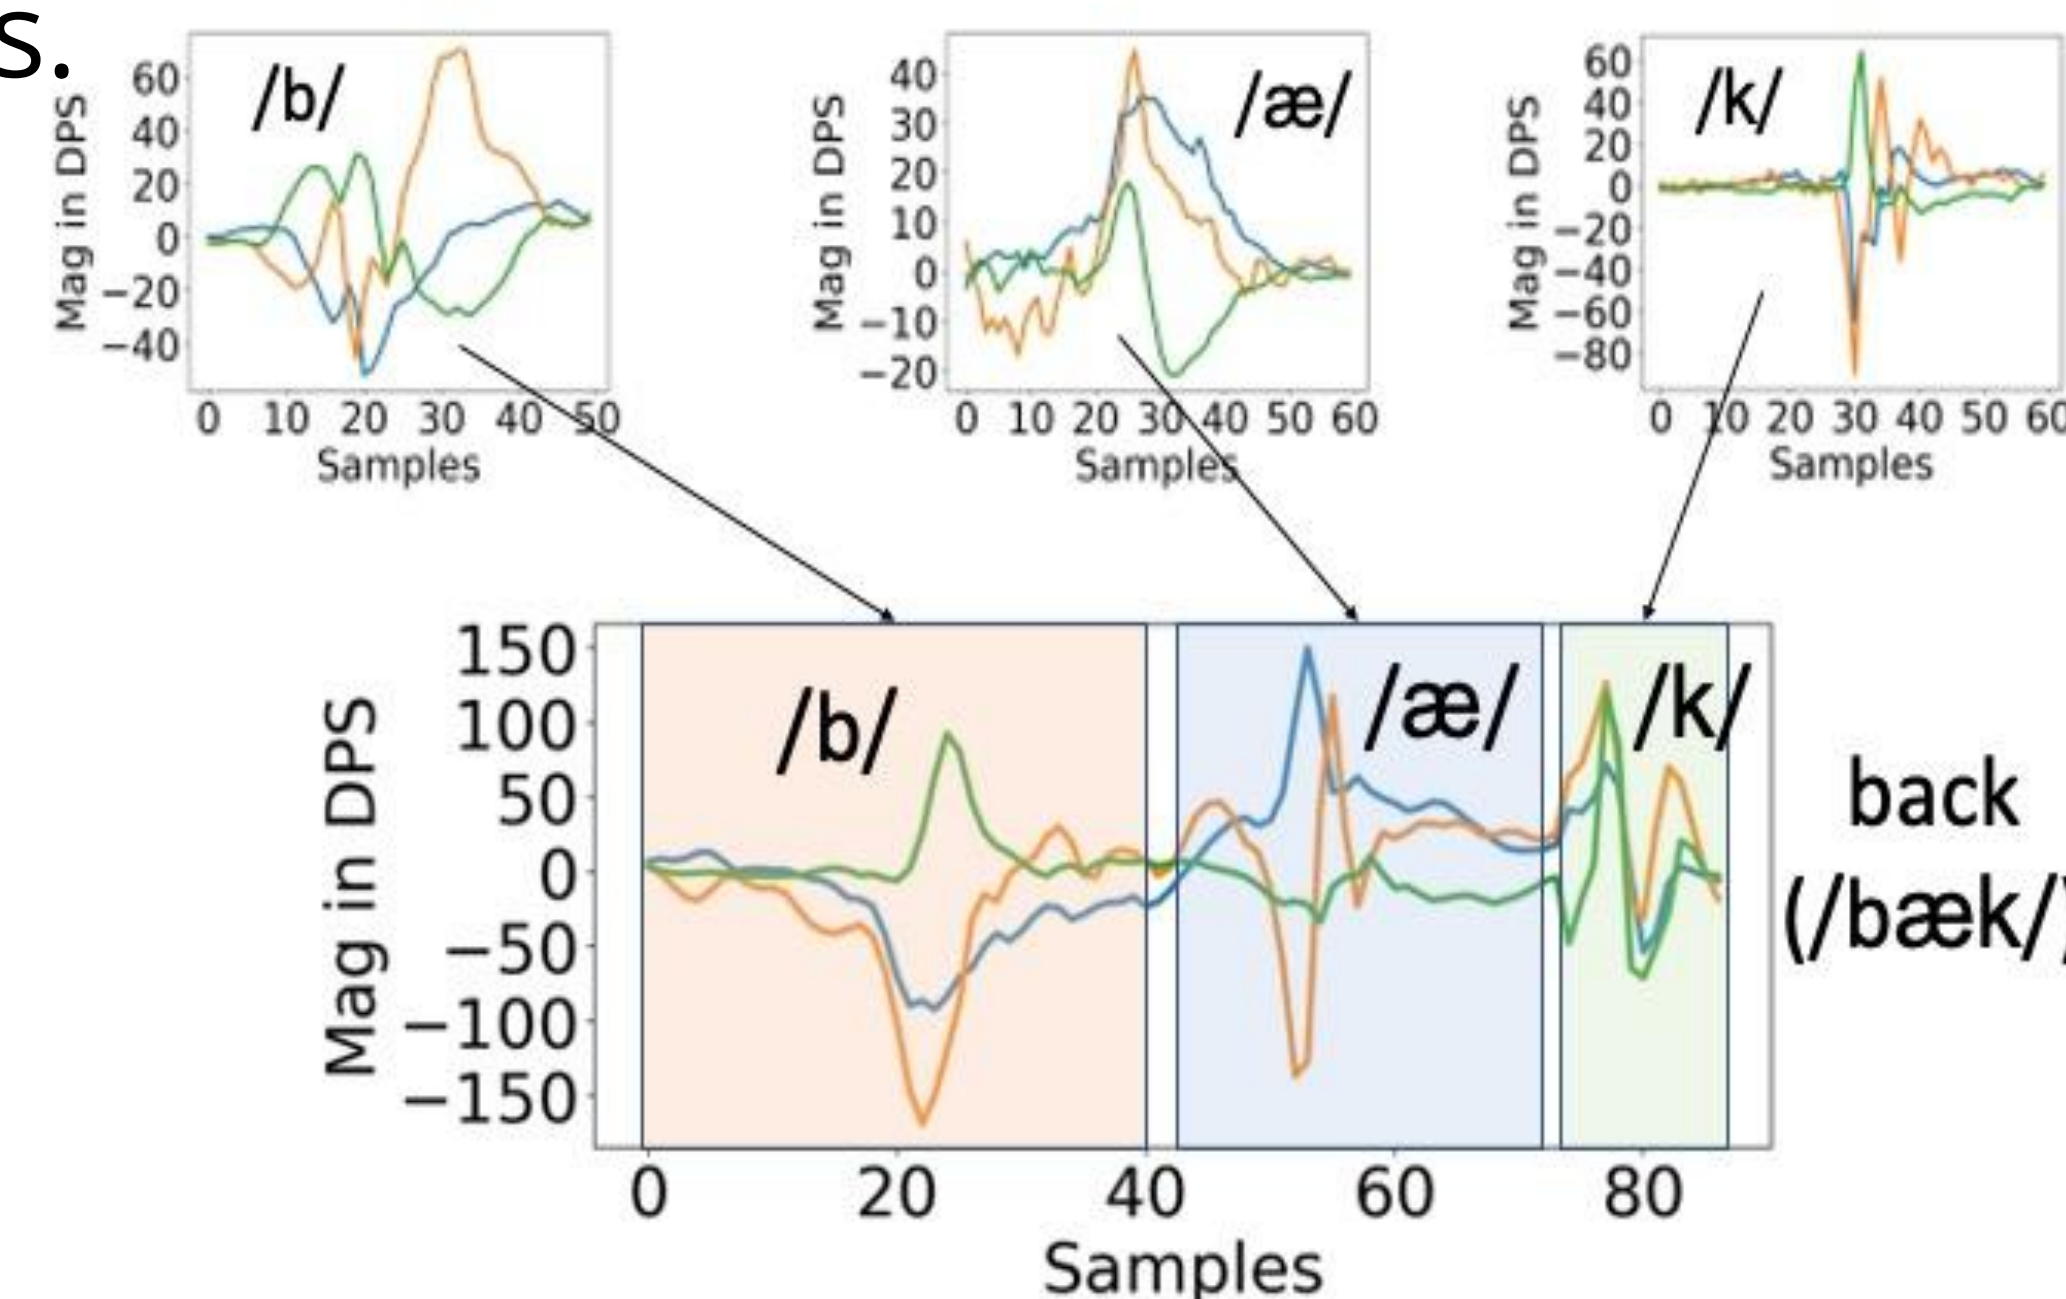 s.
60
40
20
0
−20
−40
Mag in DPS
/b/
0 10 20 30 40 50
Samples
40
30
20
10
0
−10
−20
Mag in DPS
/æ/
0 10 20 30 40 50 60
Samples
60
40
20
0
−20
−40
−60
−80
Mag in DPS
/k/
0 10 20 30 40 50 60
Samples
150
100
50
0
−50
−100
−150
Mag in DPS
/b/
/æ/
/k/
0 20 40 60 80
Samples
back
(/bæk/)